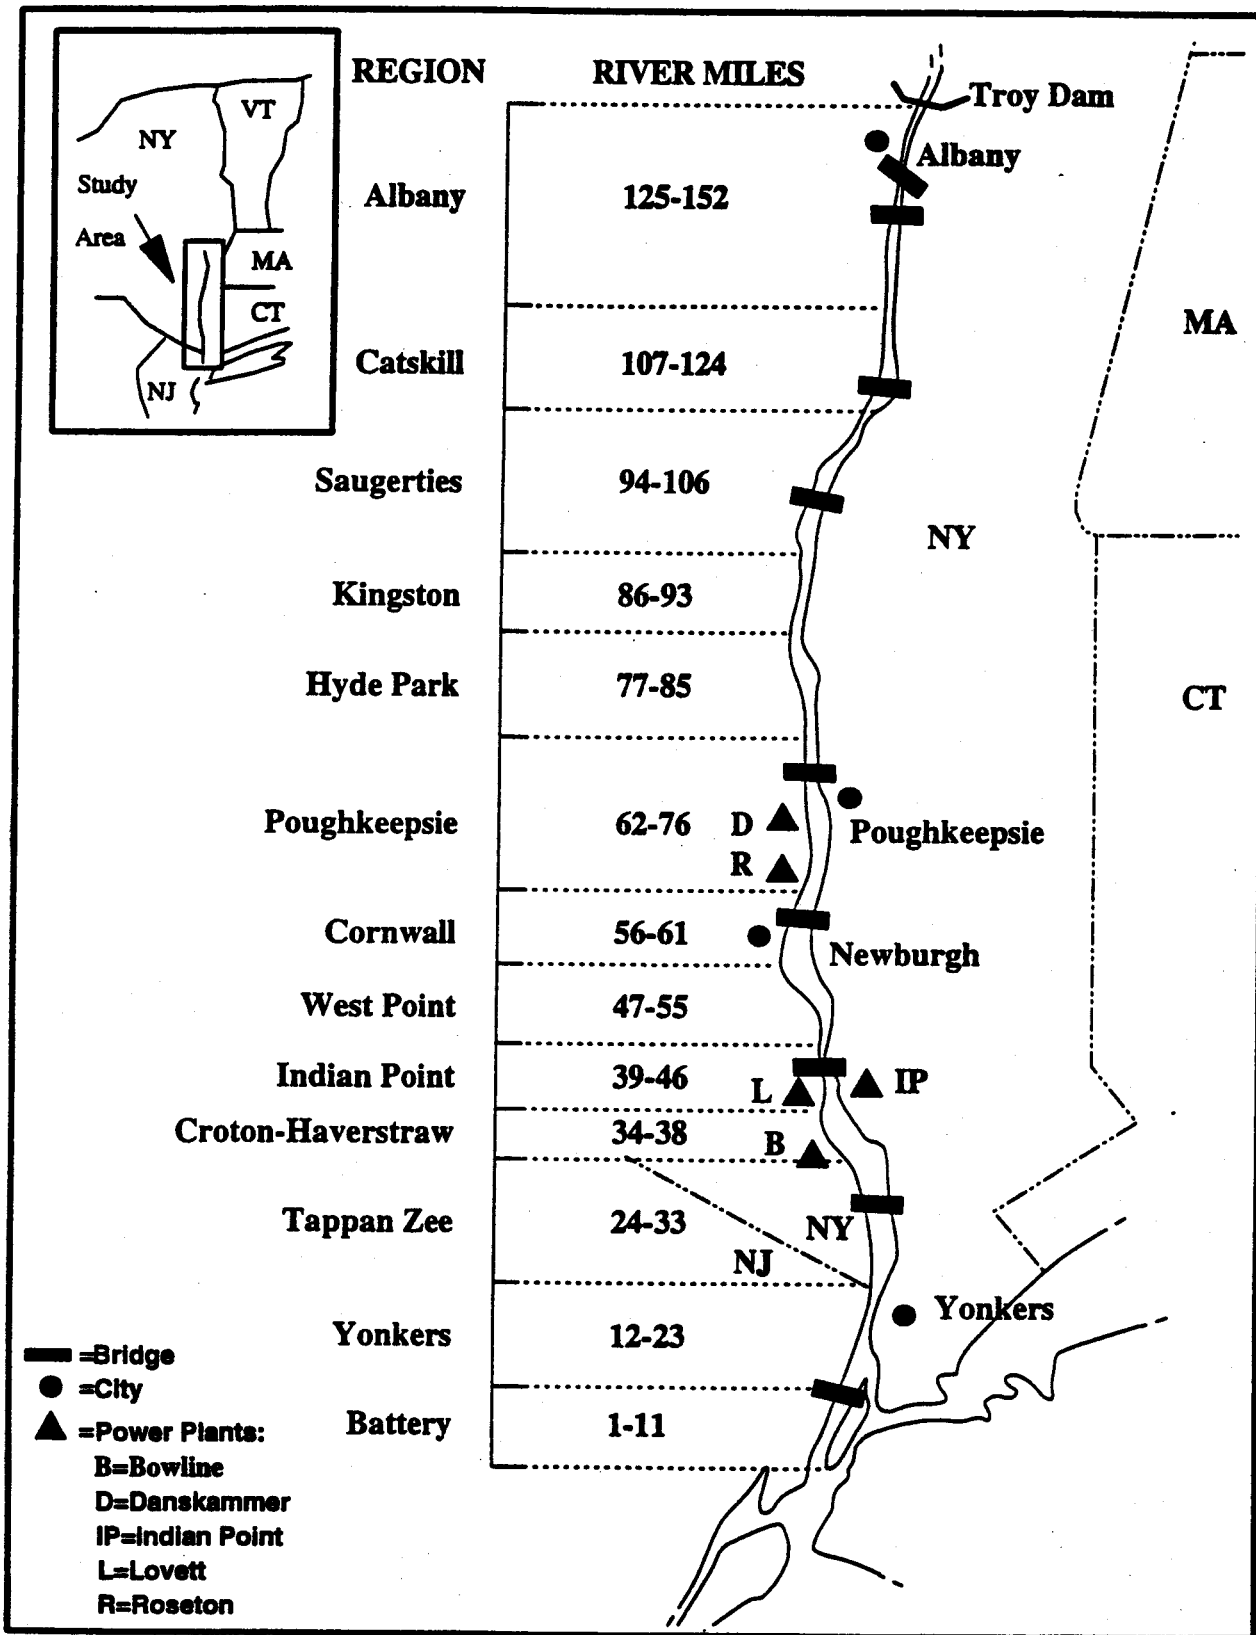 REGION RIVER MILES
Troy Dam
VT
NY
Albany
Study
Albany 125-152
Area
MA
CT
MA
Catskill 107-124
NJ
Saugerties 94-106
NY
Kingston 86-93
Hyde Park 77-85
CT
Poughkeepsie 62-76 D
Poughkeepsie
R
Cornwall 56-61
Newburgh
West Point 47-55
Indian Point 39-46
L IP
Croton-Haverstraw 34-38
B
Tappan Zee 24-33 NY
NJ
Yonkers
Yonkers 12-23
=Bridge
=City
Battery 1-11
=Power Plants:
B=Bowline
D=Danskammer
IP=Indian Point
L=Lovett
R=Roseton